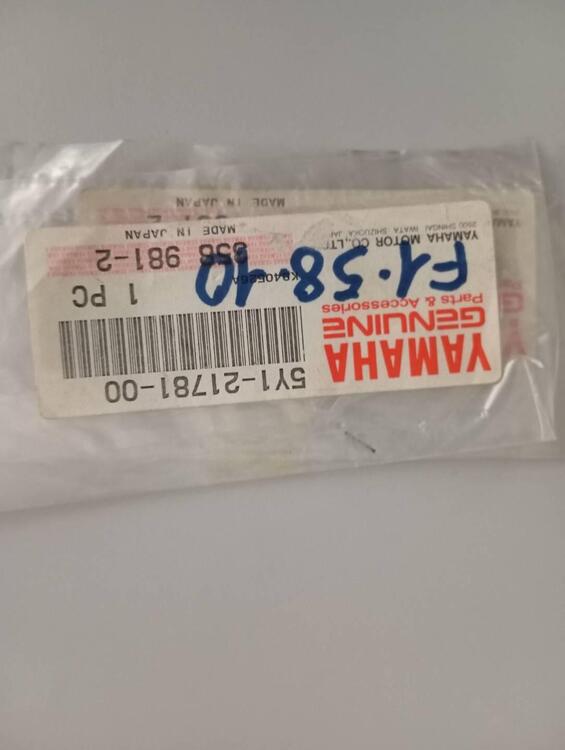 YAMAHA
GENUINE
Parts & Accessories
5Y1-21781-00
1 PC
F1.58.10
981-2
YAMAHA MOTOR CO.,LTD
MADE IN JAPAN
MADE IN JAPAN